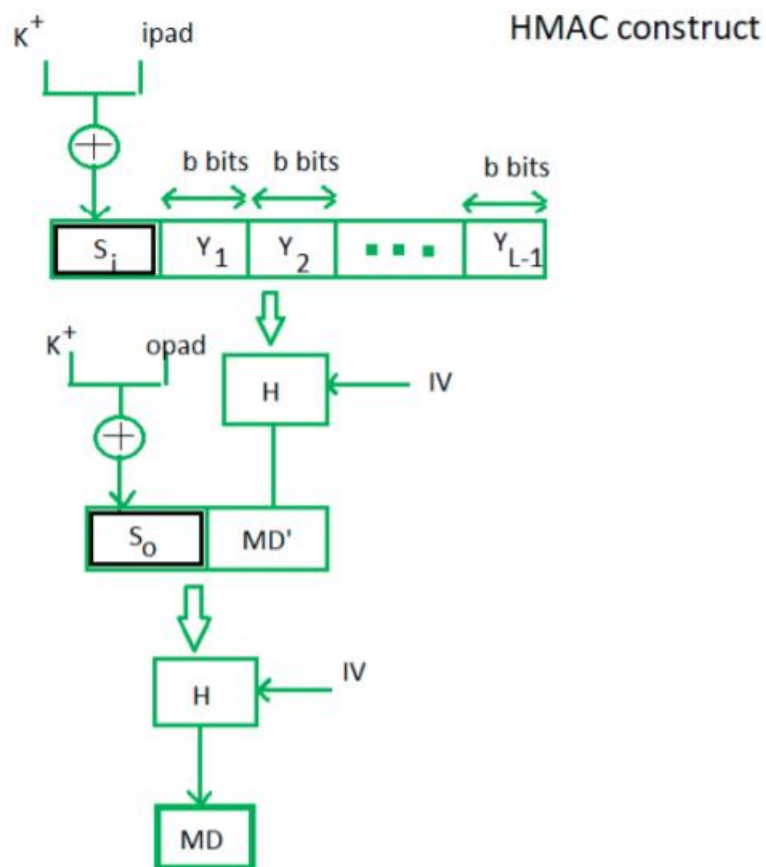 HMAC construct
K+ ipad
b bits b bits b bits
Si Y1 Y2 ... YL-1
K+ opad
H IV
So MD'
H IV
MD